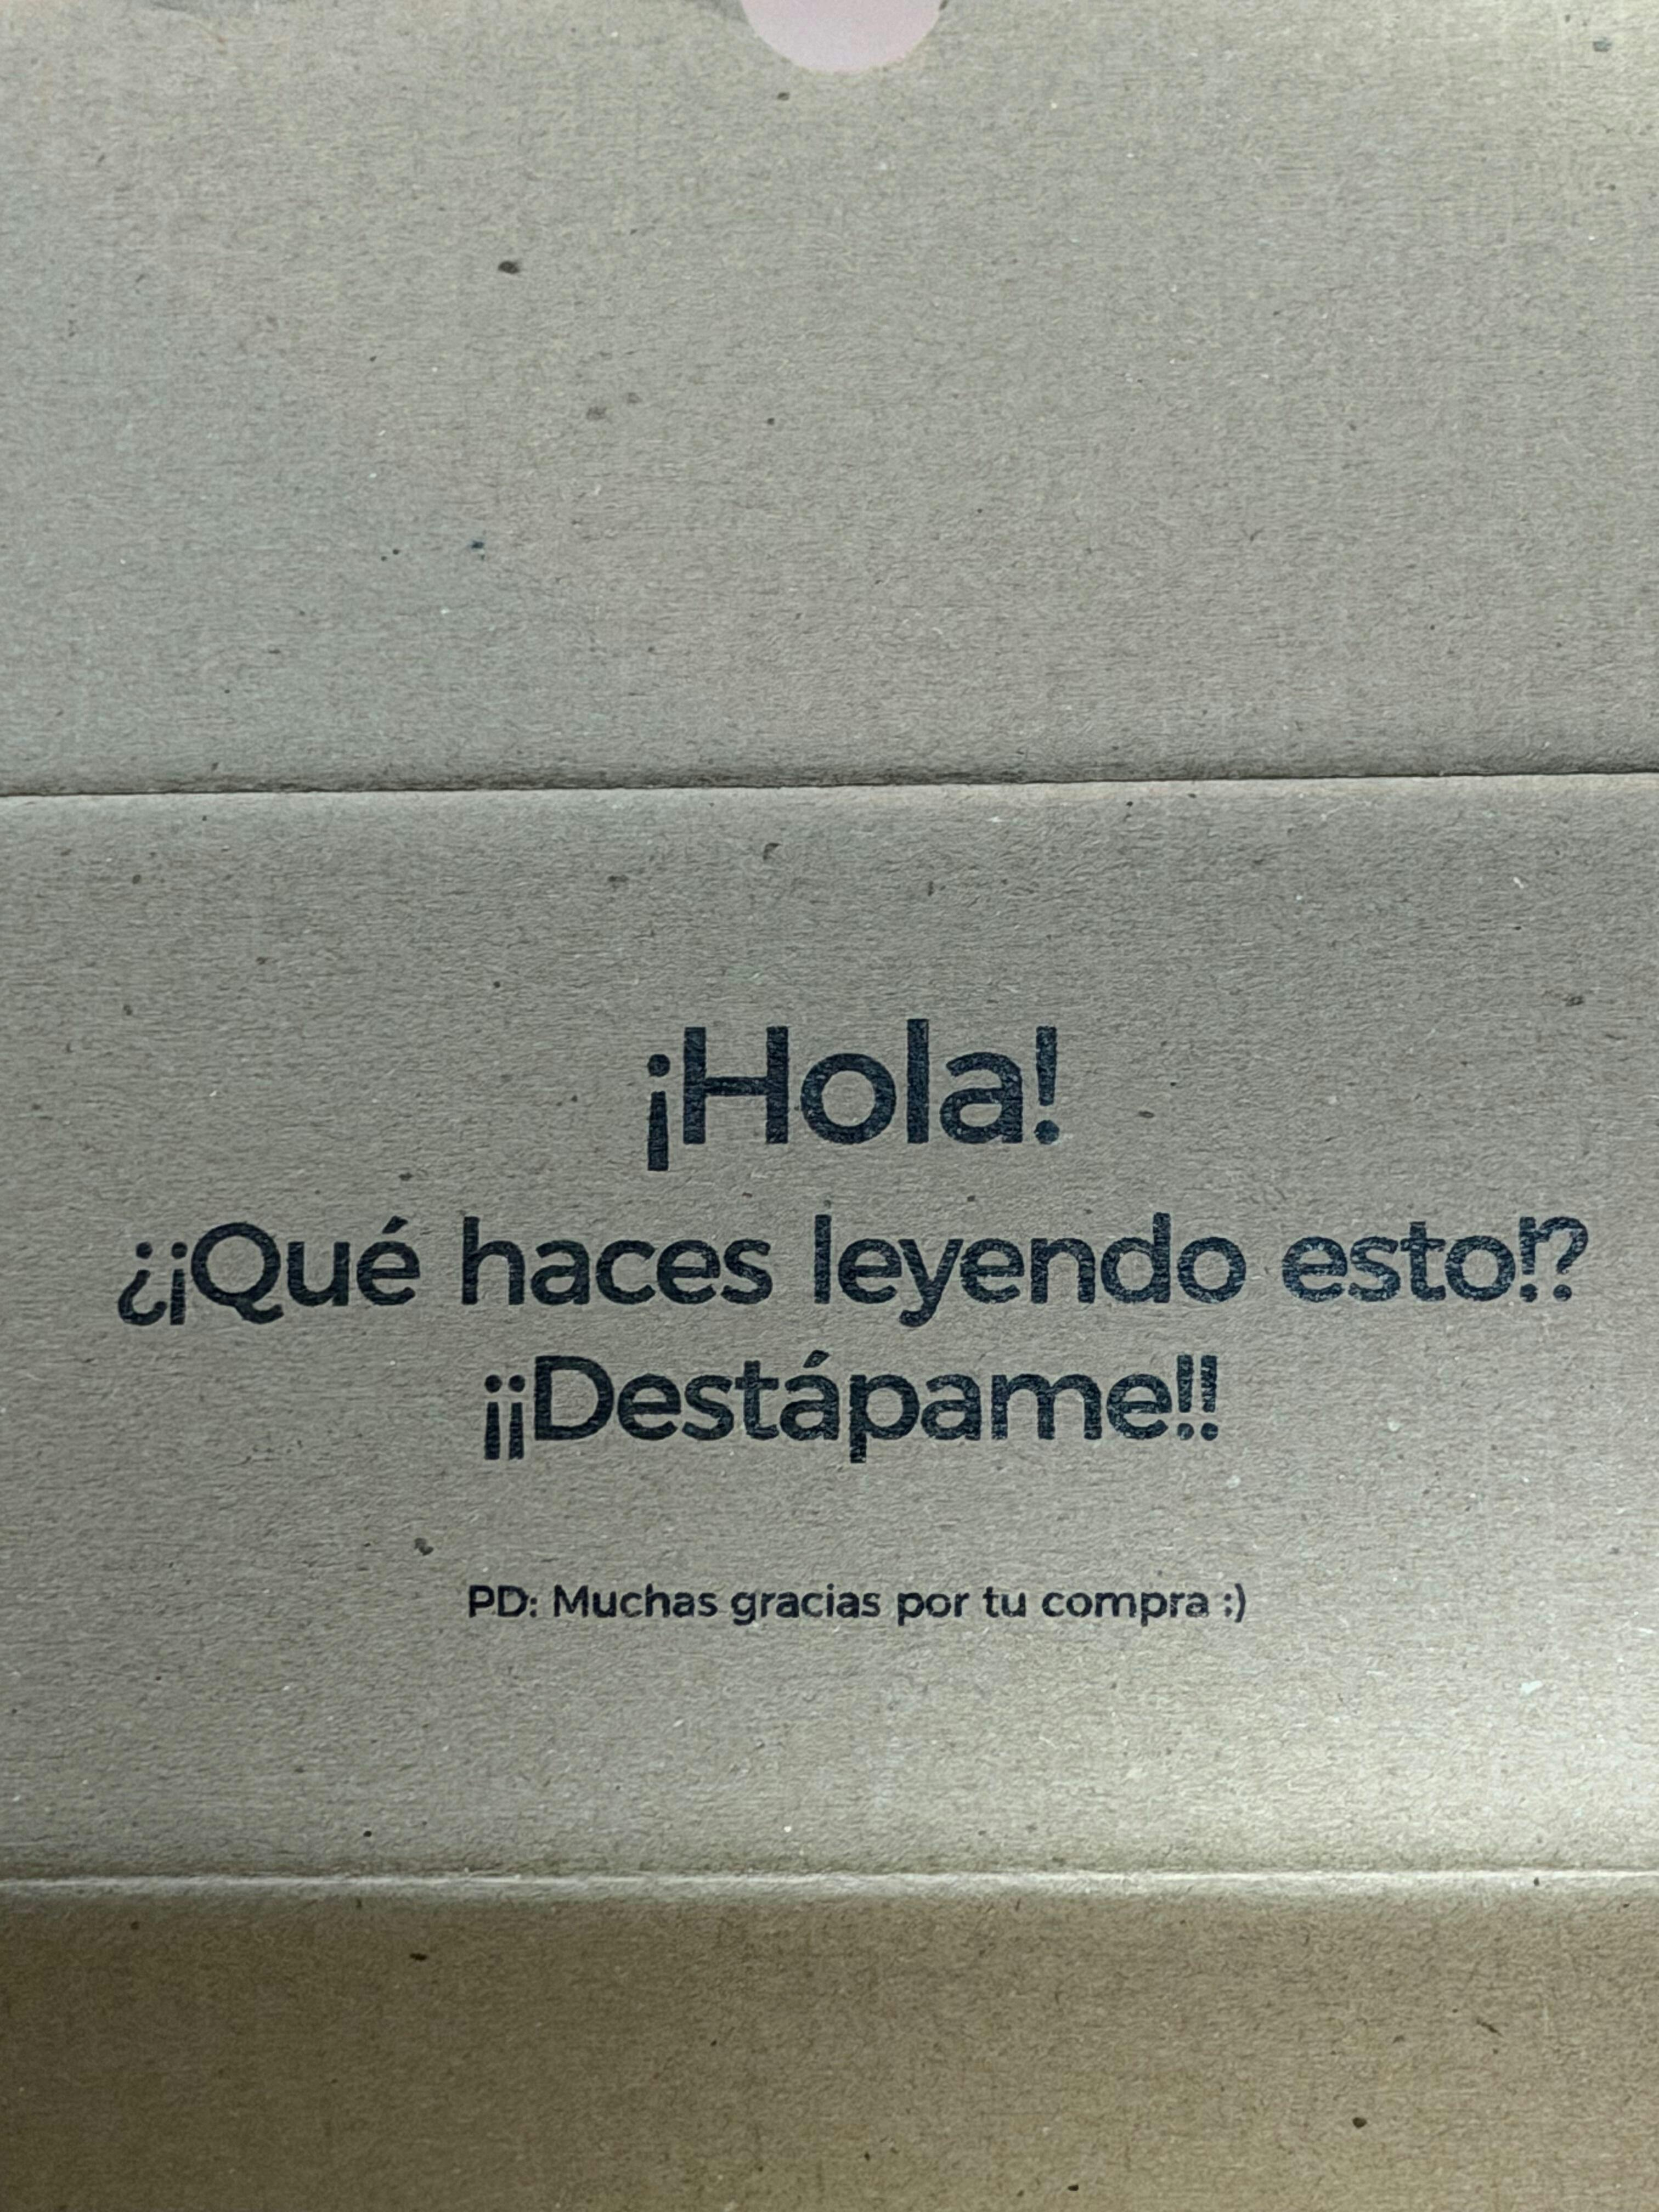 ¡Hola!
¿¡Qué haces leyendo esto!?
¡¡Destápame!!
PD: Muchas gracias por tu compra :)